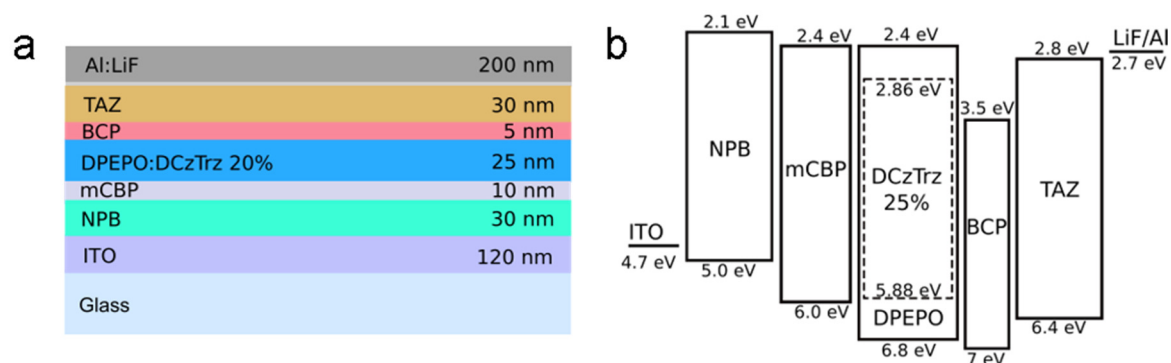 a
Al:LiF 200 nm
TAZ 30 nm
BCP 5 nm
DPEPO:DCzTrz 20% 25 nm
mCBP 10 nm
NPB 30 nm
ITO 120 nm
Glass
b
2.1 eV
2.4 eV
2.4 eV
2.8 eV
LiF/Al
2.7 eV
2.86 eV
3.5 eV
NPB
mCBP
DCzTrz
25%
TAZ
BCP
ITO
4.7 eV
5.0 eV
5.88 eV
6.0 eV
DPEPO
6.4 eV
6.8 eV
7 eV